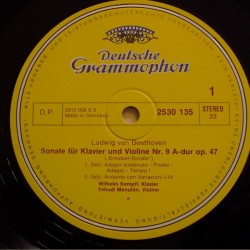 Deutsche
Grammophon
D.P.
Made in Germany
2530 135
STEREO
33
1
Ludwig van Beethoven
Sonate für Klavier und Violine Nr. 9 A-dur op. 47
(„Kreutzer-Sonate“)
1. Satz: Adagio sostenuto - Presto -
Adagio - Tempo I
2. Satz: Andante con Variazioni I-IV
Wilhelm Kempff, Klavier
Yehudi Menuhin, Violine